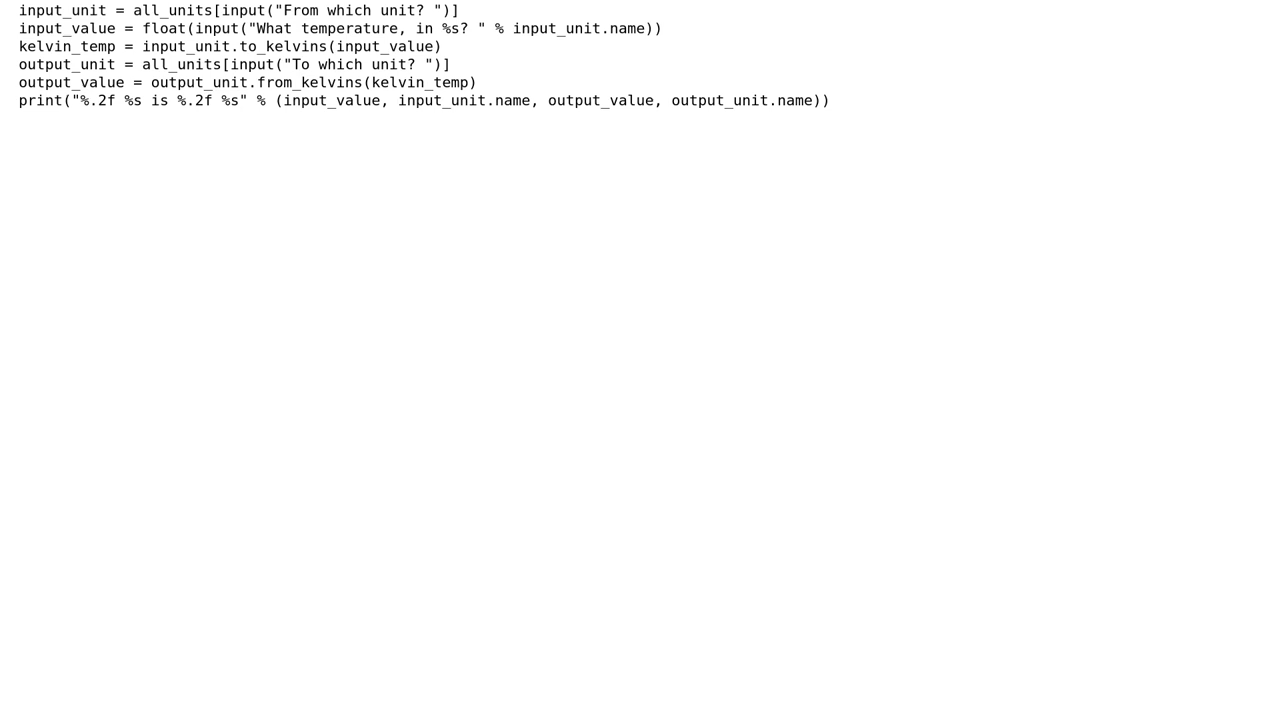 input_unit = all_units[input("From which unit? ")]
input_value = float(input("What temperature, in %s? " % input_unit.name))
kelvin_temp = input_unit.to_kelvins(input_value)
output_unit = all_units[input("To which unit? ")]
output_value = output_unit.from_kelvins(kelvin_temp)
print("%.2f %s is %.2f %s" % (input_value, input_unit.name, output_value, output_unit.name))